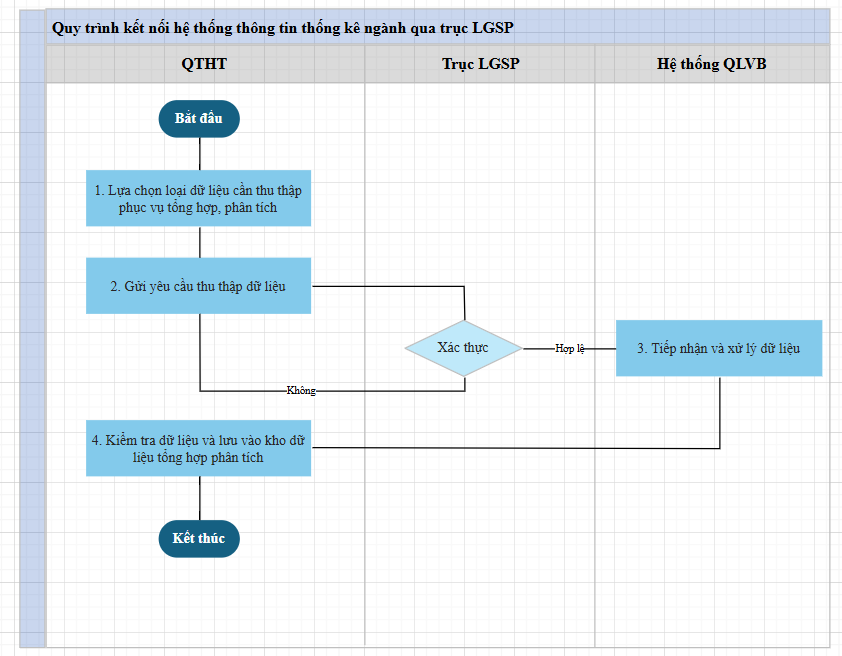 Quy trình kết nối hệ thống thông tin thống kê ngành qua trục LGSP
QTHT
Trục LGSP
Hệ thống QLVB
Bắt đầu
1. Lựa chọn loại dữ liệu cần thu thập
phục vụ tổng hợp, phân tích
2. Gửi yêu cầu thu thập dữ liệu
Xác thực
Hợp lệ
3. Tiếp nhận và xử lý dữ liệu
Không
4. Kiểm tra dữ liệu và lưu vào kho dữ
liệu tổng hợp phân tích
Kết thúc